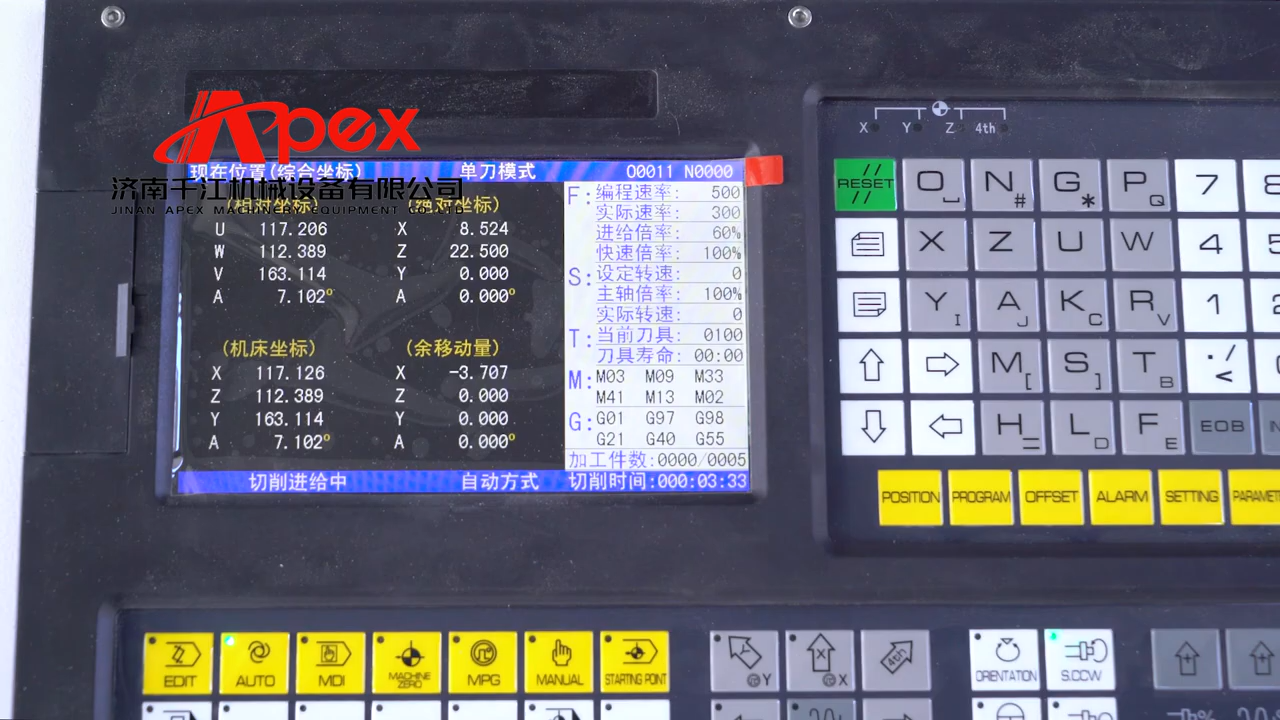 Apex
济南千江机械设备有限公司
JINAN APEX MACHINERY EQUIPMENT CO LTD
现在位置(综合坐标) 单刀模式 O0011 N0000
(相对坐标) (绝对坐标)
U 117.206 X 8.524
W 112.389 Z 22.500
V 163.114 Y 0.000
A 7.102° A 0.000°
(机床坐标) (余移动量)
X 117.126 X -3.707
Z 112.389 Z 0.000
Y 163.114 Y 0.000
A 7.102° A 0.000°
F: 编程速率: 500
实际速率: 300
进给倍率: 60%
快速倍率: 100%
S: 设定转速: 0
主轴倍率: 100%
实际转速: 0
T: 当前刀具: 0100
刀具寿命: 00:00
M: M03 M09 M33
M41 M13 M02
G: G01 G97 G98
G21 G40 G55
加工件数:0000/0005
切削进给中 自动方式 切削时间:000:03:33
X Y Z 4th
// RESET // O N # G * P Q 7 8
X Z U W 4 5
Y I A J K C R V 1 2
M [ S ] T B
H = L D F E EOB
POSITION PROGRAM OFFSET ALARM SETTING
EDIT AUTO MDI MACHINE ZERO MPG MANUAL STARTING POINT Y X 4th ORIENTATION S.CCW